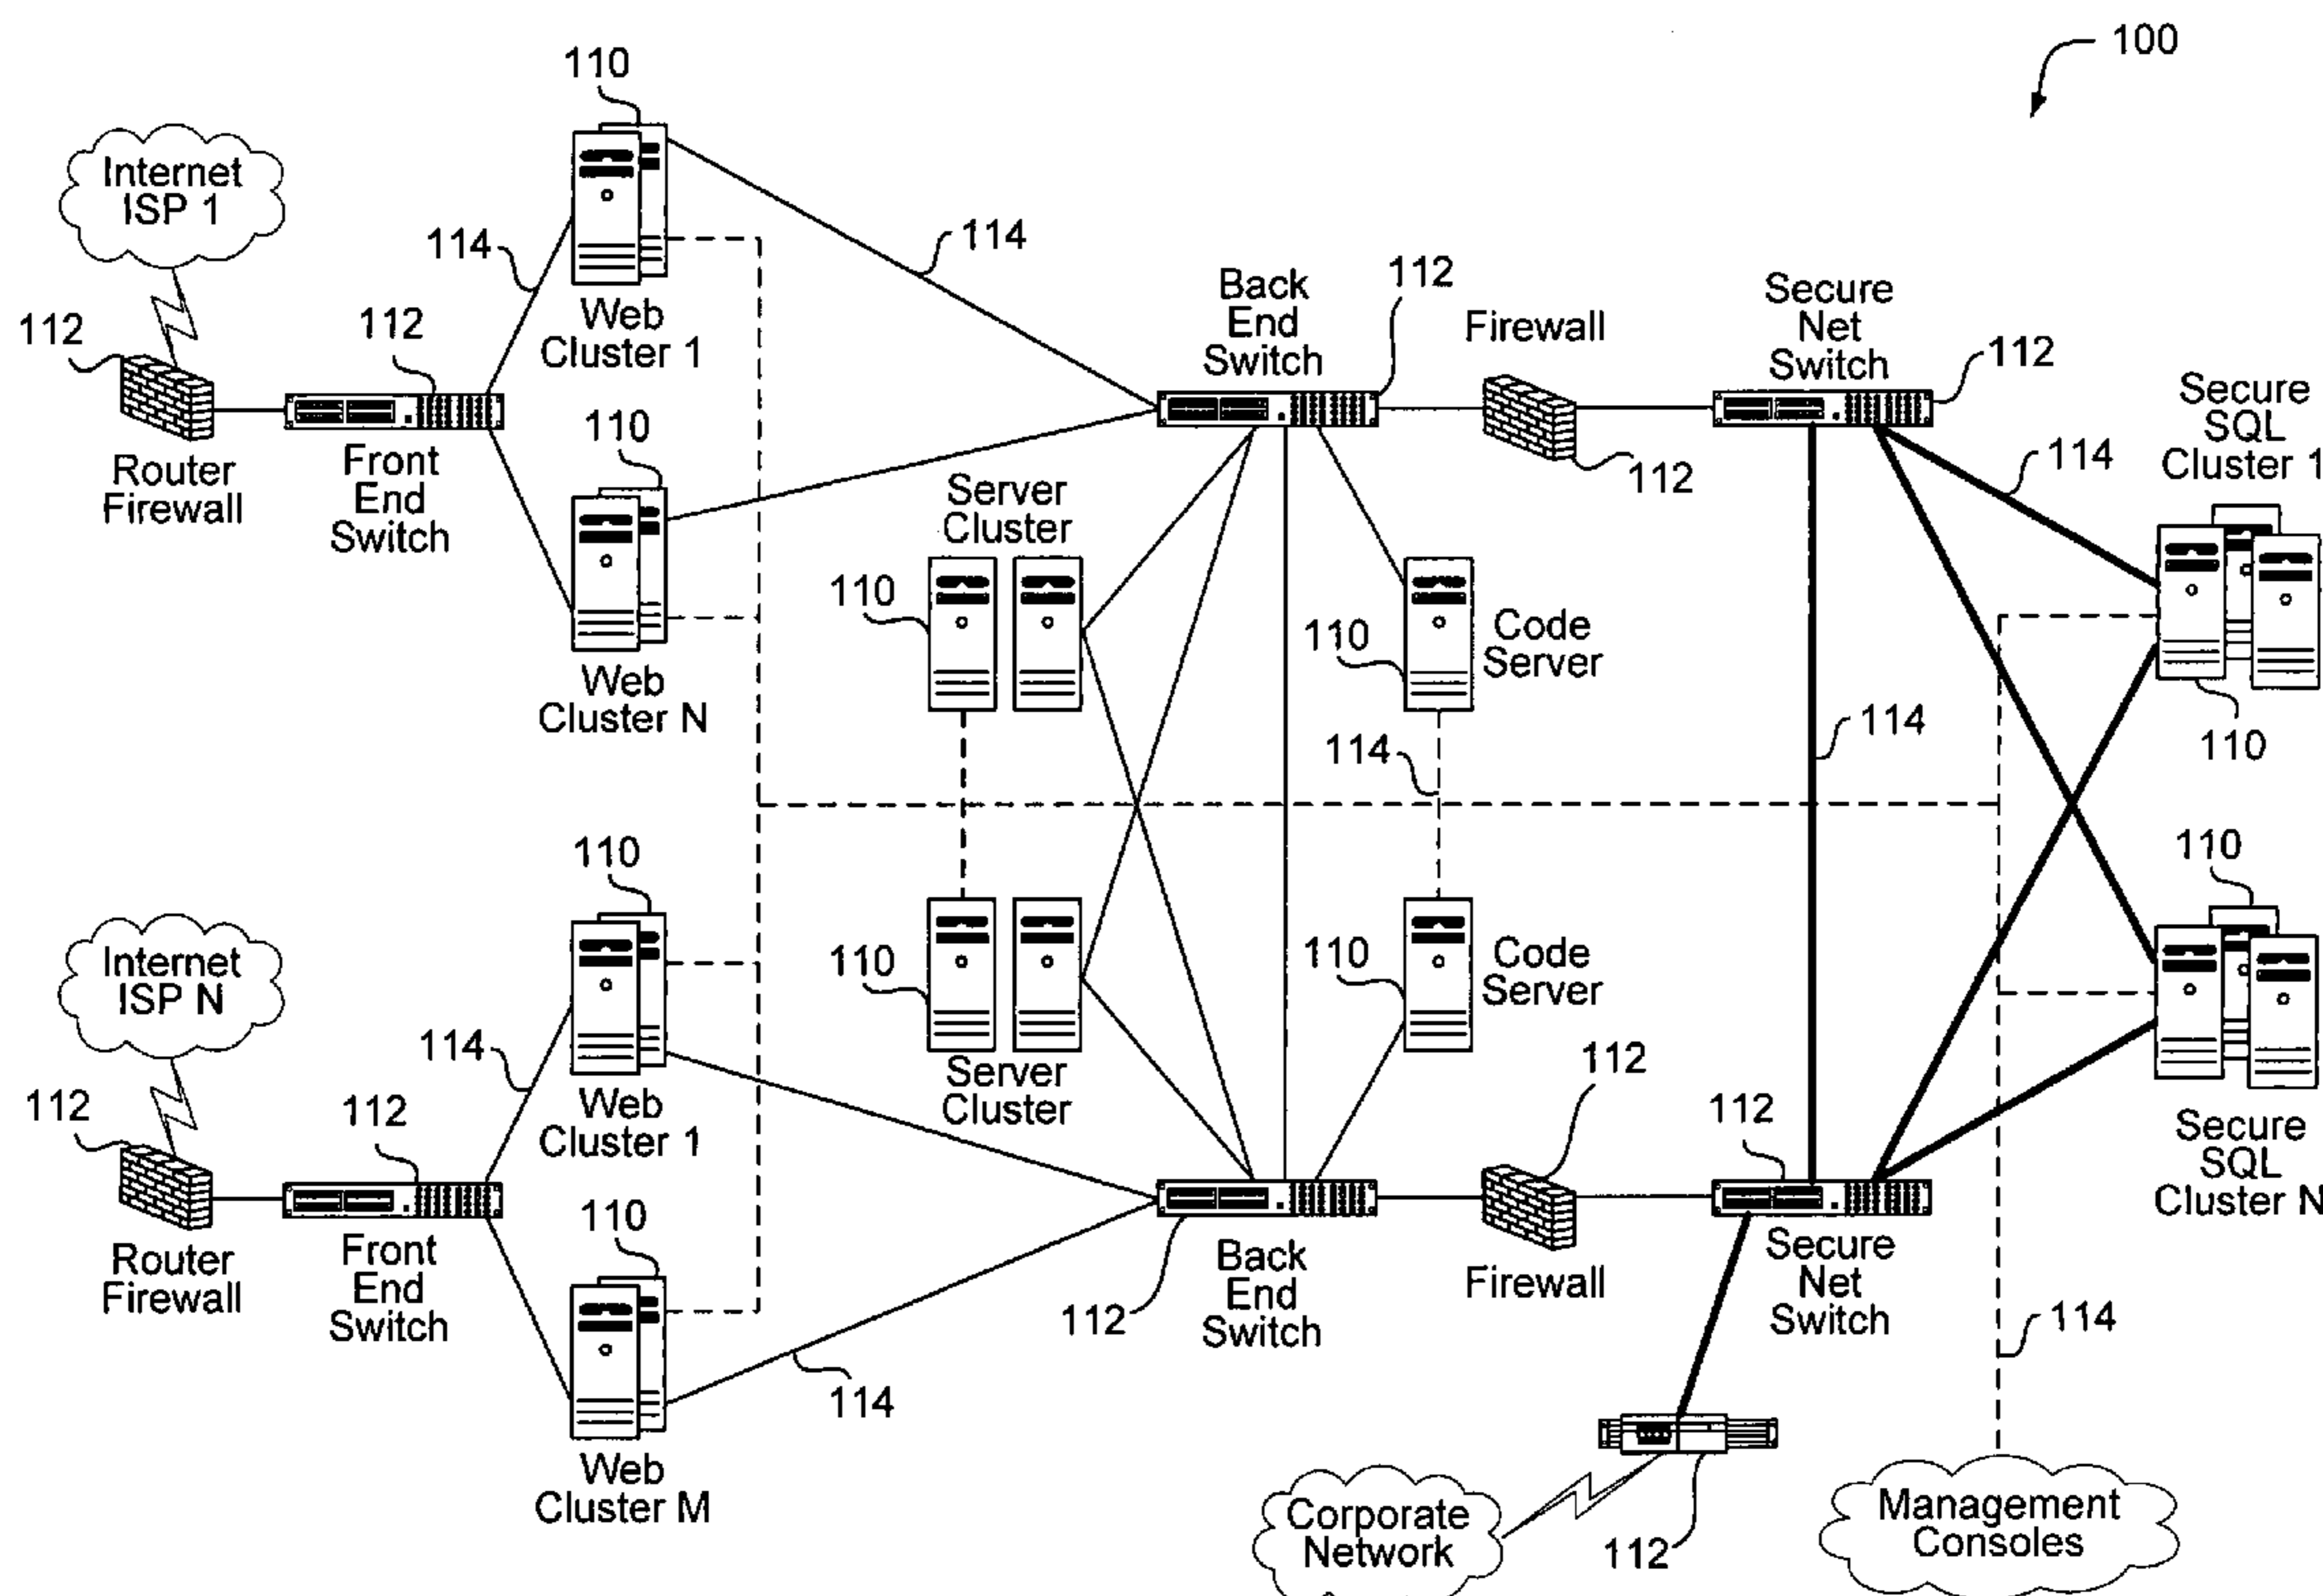 100
110
Internet
ISP 1
114
114
112
112
Web
Cluster 1
Back
End
Switch
112
Firewall
Secure
Net
Switch
112
Router
Firewall
Front
End
Switch
110
Web
Cluster N
112
Secure
SQL
Cluster 1
114
110
Server
Cluster
110
110
Code
Server
114
114
110
Internet
ISP N
114
112
112
Web
Cluster 1
110
Server
Cluster
110
Code
Server
112
112
110
Secure
SQL
Cluster N
Router
Firewall
Front
End
Switch
110
Web
Cluster M
114
112
Back
End
Switch
Firewall
Secure
Net
Switch
114
Corporate
Network
112
Management
Consoles